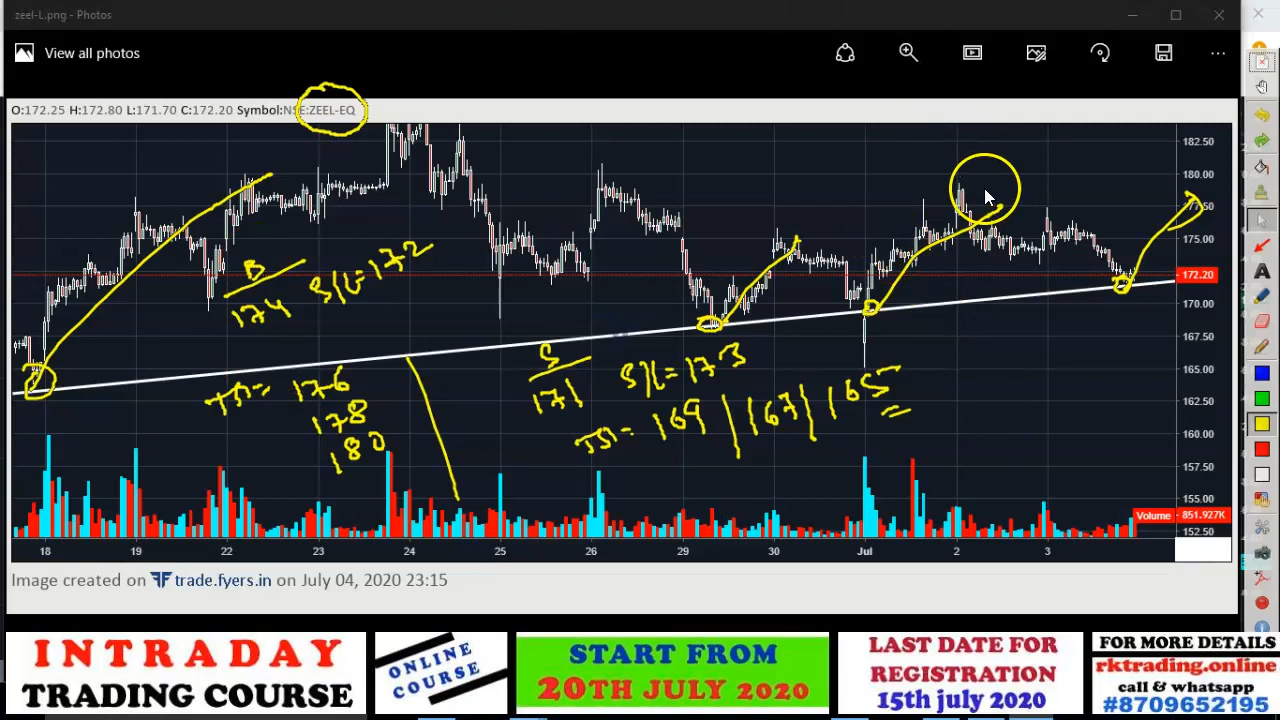 zeel-L.png - Photos
View all photos
O:172.25 H:172.80 L:171.70 C:172.20 Symbol:NSE:ZEEL-EQ
182.50
180.00
177.50
175.00
172.20
170.00
167.50
165.00
162.50
160.00
157.50
155.00
152.50
B
174
S/L=172
TSI= 176
178
180
S
171
S/L=173
TSI= 169 / 167 / 165
Volume 851.927K
18 19 22 23 24 25 26 29 30 Jul 2 3
Image created on trade.fyers.in on July 04, 2020 23:15
INTRADAY
TRADING COURSE
ONLINE
COURSE
START FROM
20TH JULY 2020
LAST DATE FOR
REGISTRATION
15th july 2020
FOR MORE DETAILS
rktrading.online
call & whatsapp
#8709652195